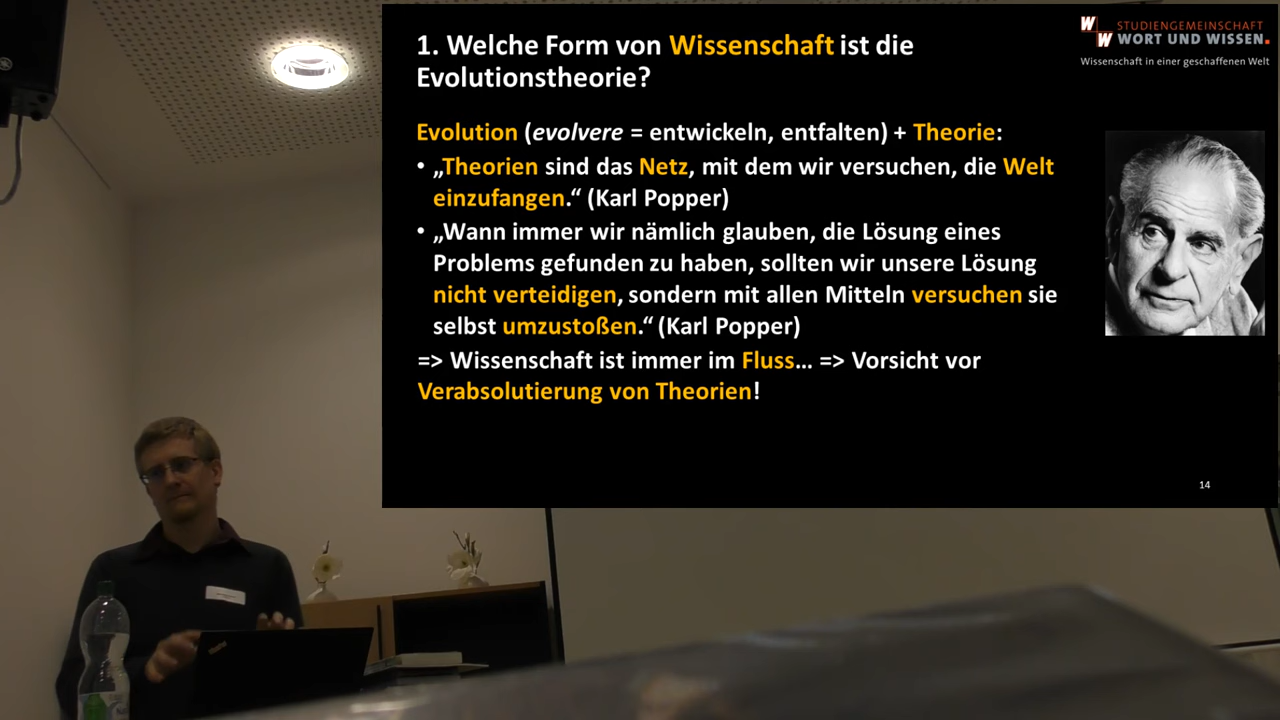 1. Welche Form von Wissenschaft ist die
Evolutionstheorie?
STUDIENGEMEINSCHAFT
WORT UND WISSEN.
Wissenschaft in einer geschaffenen Welt
Evolution (evolvere = entwickeln, entfalten) + Theorie:
• „Theorien sind das Netz, mit dem wir versuchen, die Welt
einzufangen.“ (Karl Popper)
• „Wann immer wir nämlich glauben, die Lösung eines
Problems gefunden zu haben, sollten wir unsere Lösung
nicht verteidigen, sondern mit allen Mitteln versuchen sie
selbst umzustoßen.“ (Karl Popper)
=> Wissenschaft ist immer im Fluss… => Vorsicht vor
Verabsolutierung von Theorien!
14
W
W
ThinkPad